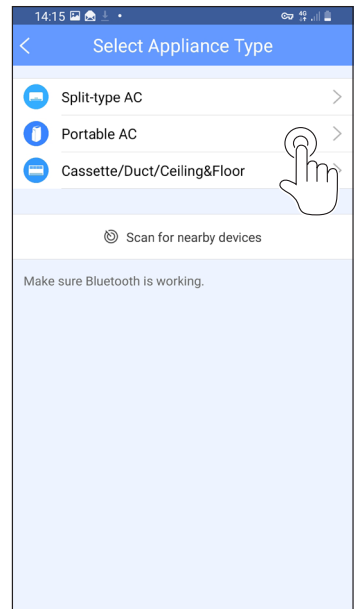 14:15
4G
Select Appliance Type
Split-type AC
Portable AC
Cassette/Duct/Ceiling&Floor
Scan for nearby devices
Make sure Bluetooth is working.